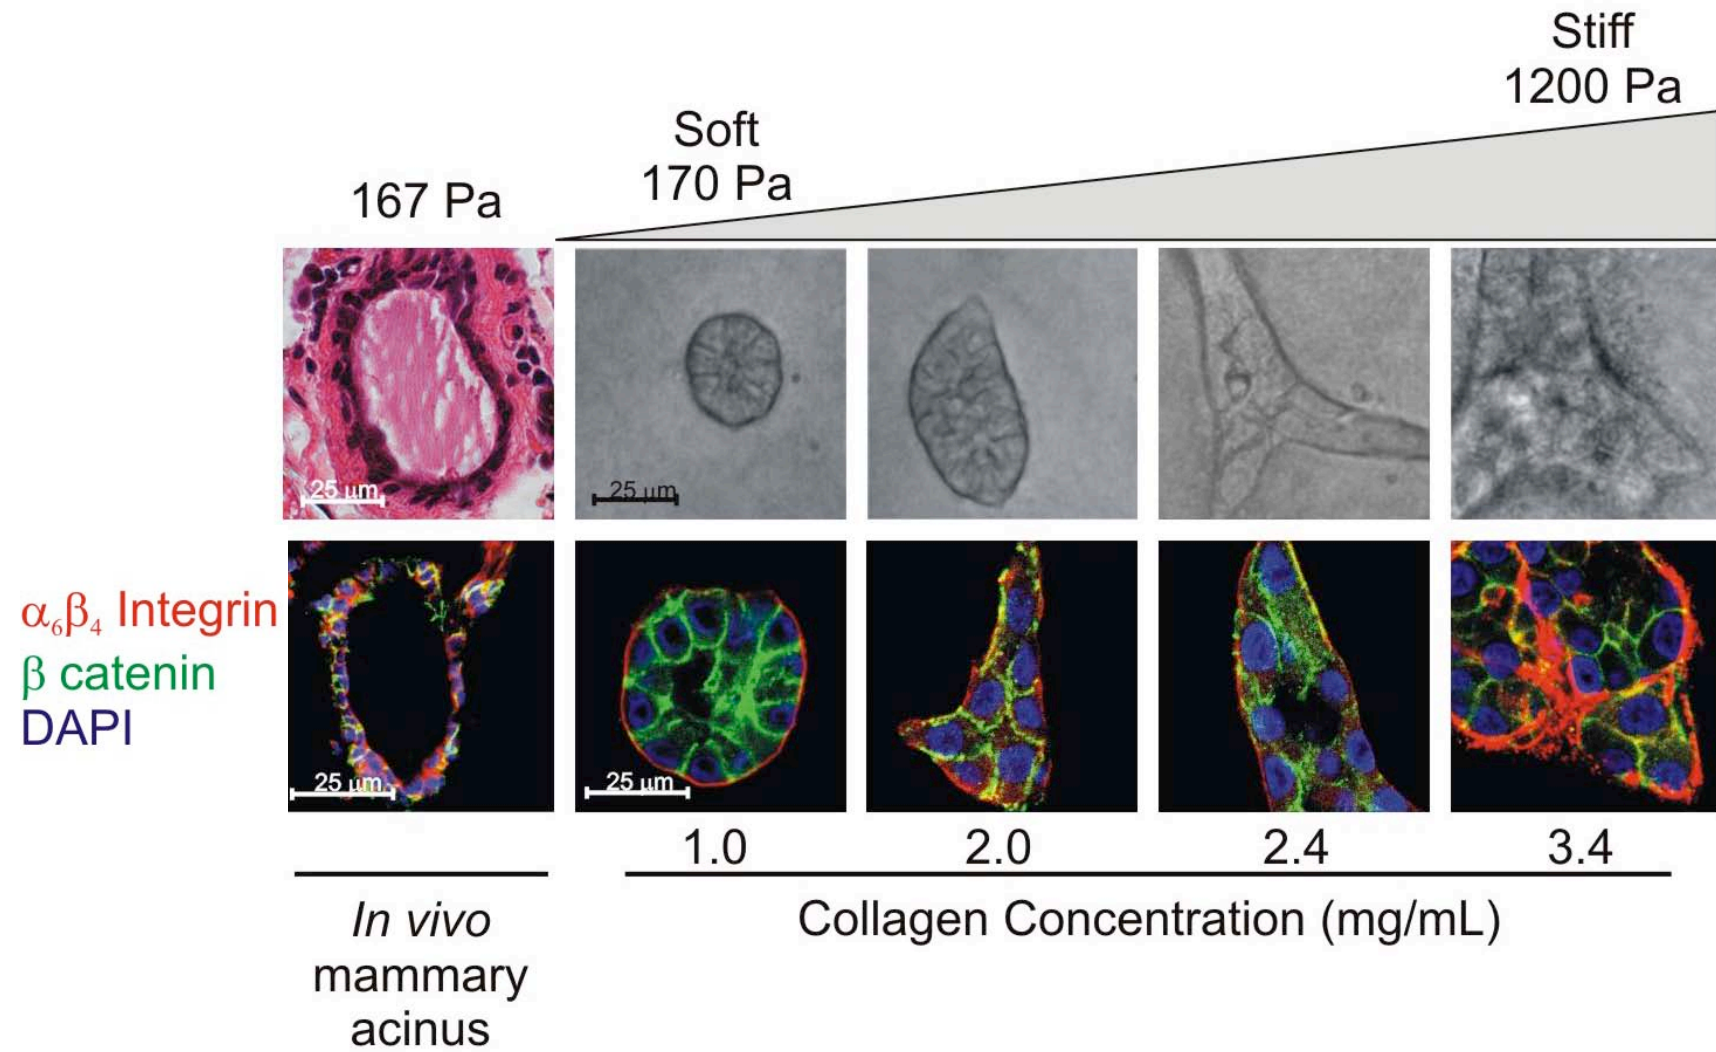 Stiff
1200 Pa
Soft
170 Pa
167 Pa
25 μm
25 μm
α₆β₄ Integrin
β catenin
DAPI
25 μm
25 μm
1.0
2.0
2.4
3.4
In vivo
mammary
acinus
Collagen Concentration (mg/mL)